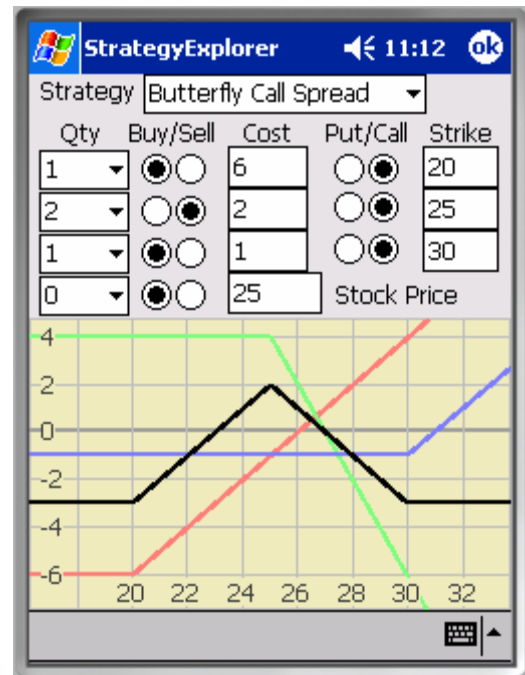 StrategyExplorer 11:12 ok
Strategy Butterfly Call Spread
Qty Buy/Sell Cost Put/Call Strike
1 6 20
2 2 25
1 1 30
0 25 Stock Price
4
2
0
-2
-4
-6
20 22 24 26 28 30 32